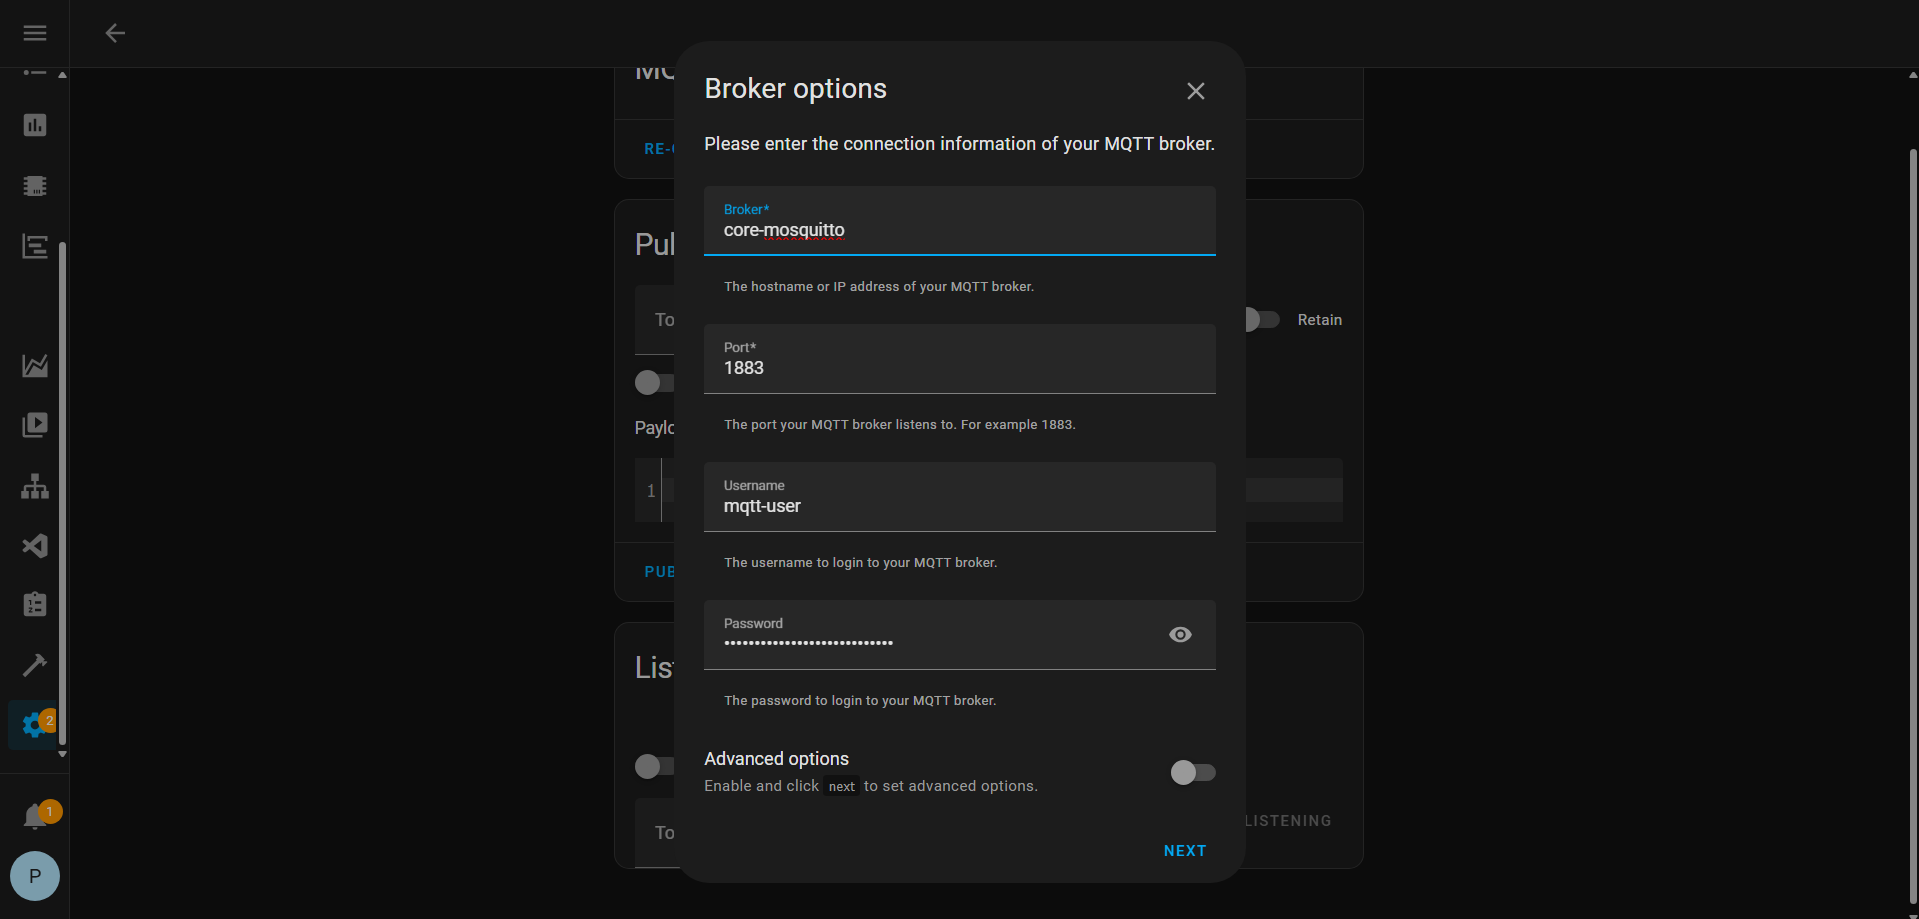 Broker options
Please enter the connection information of your MQTT broker.
RE-
Broker*
core-mosquitto
The hostname or IP address of your MQTT broker.
Pul
To
Retain
Port*
1883
The port your MQTT broker listens to. For example 1883.
Paylo
1
Username
mqtt-user
The username to login to your MQTT broker.
PUB
Password
The password to login to your MQTT broker.
Lis
2
Advanced options
Enable and click next to set advanced options.
1
To
LISTENING
NEXT
P